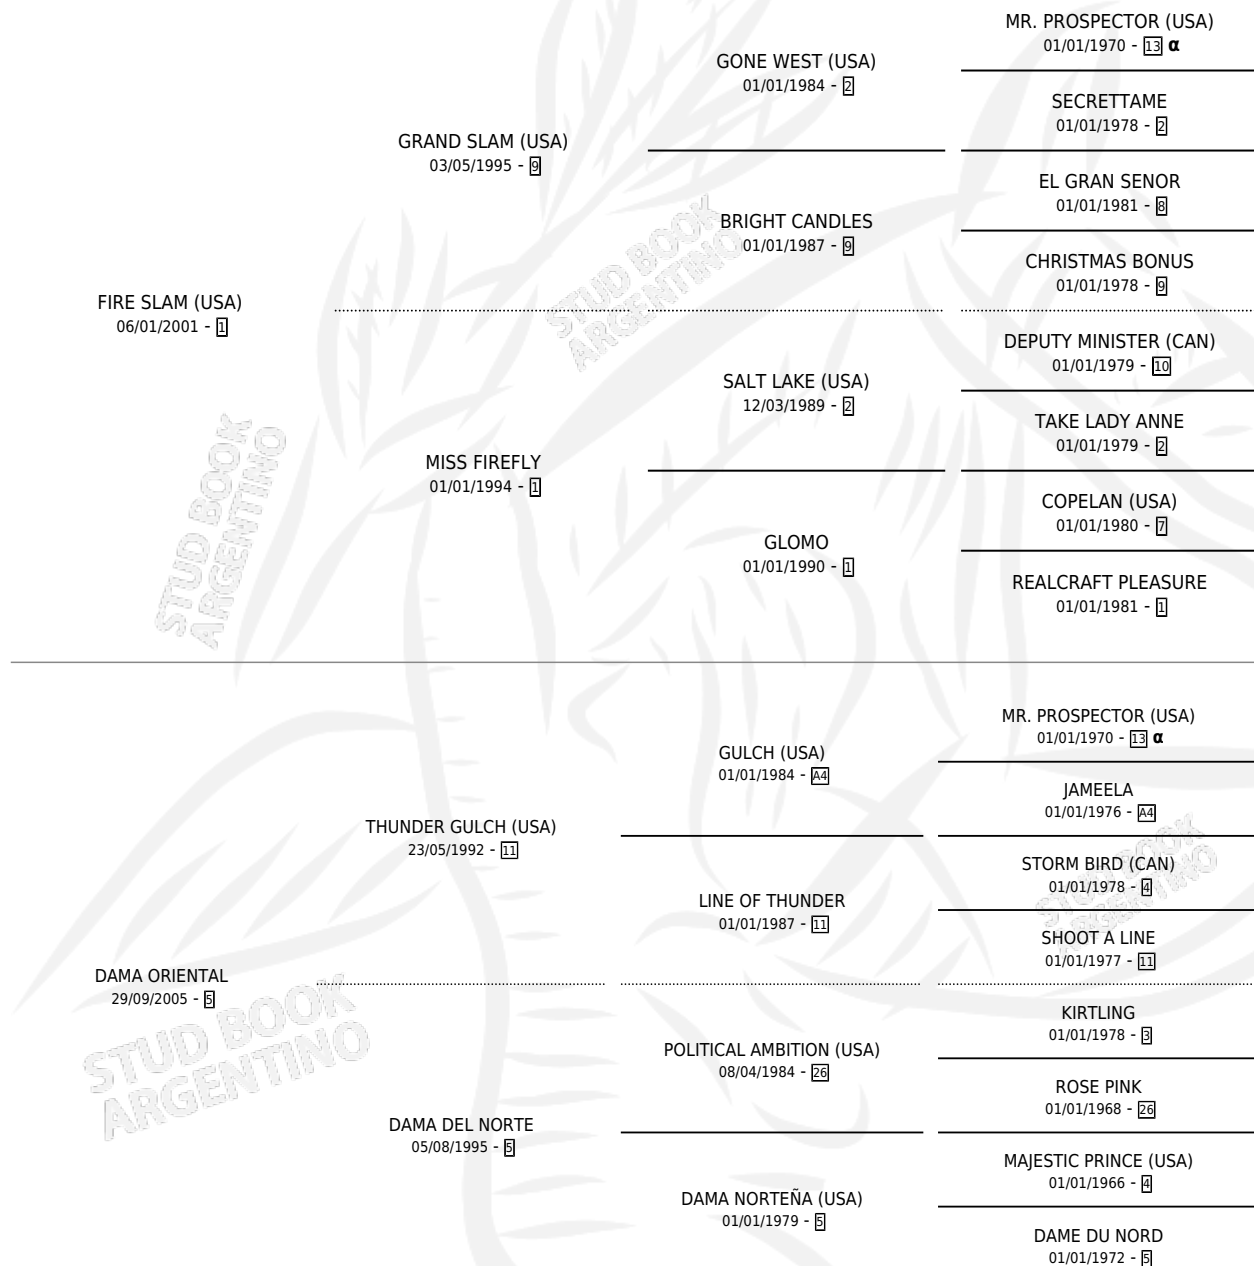 MR. PROSPECTOR (USA)
01/01/1970 - 13 α
GONE WEST (USA)
01/01/1984 - 2
SECRETTAME
01/01/1978 - 2
GRAND SLAM (USA)
03/05/1995 - 9
EL GRAN SENOR
01/01/1981 - 8
BRIGHT CANDLES
01/01/1987 - 9
CHRISTMAS BONUS
01/01/1978 - 9
FIRE SLAM (USA)
06/01/2001 - 1
DEPUTY MINISTER (CAN)
01/01/1979 - 10
SALT LAKE (USA)
12/03/1989 - 2
TAKE LADY ANNE
01/01/1979 - 2
MISS FIREFLY
01/01/1994 - 1
COPELAN (USA)
01/01/1980 - 7
GLOMO
01/01/1990 - 1
REALCRAFT PLEASURE
01/01/1981 - 1
MR. PROSPECTOR (USA)
01/01/1970 - 13 α
GULCH (USA)
01/01/1984 - A4
JAMEELA
01/01/1976 - A4
THUNDER GULCH (USA)
23/05/1992 - 11
STORM BIRD (CAN)
01/01/1978 - 4
LINE OF THUNDER
01/01/1987 - 11
SHOOT A LINE
01/01/1977 - 11
DAMA ORIENTAL
29/09/2005 - 5
KIRTLING
01/01/1978 - 3
POLITICAL AMBITION (USA)
08/04/1984 - 26
ROSE PINK
01/01/1968 - 26
DAMA DEL NORTE
05/08/1995 - 5
MAJESTIC PRINCE (USA)
01/01/1966 - 4
DAMA NORTEÑA (USA)
01/01/1979 - 5
DAME DU NORD
01/01/1972 - 5
STUD BOOK
ARGENTINO
STUD BOOK
ARGENTINO
STUD BOOK
ARGENTINO
STUD BOOK
ARGENTINO